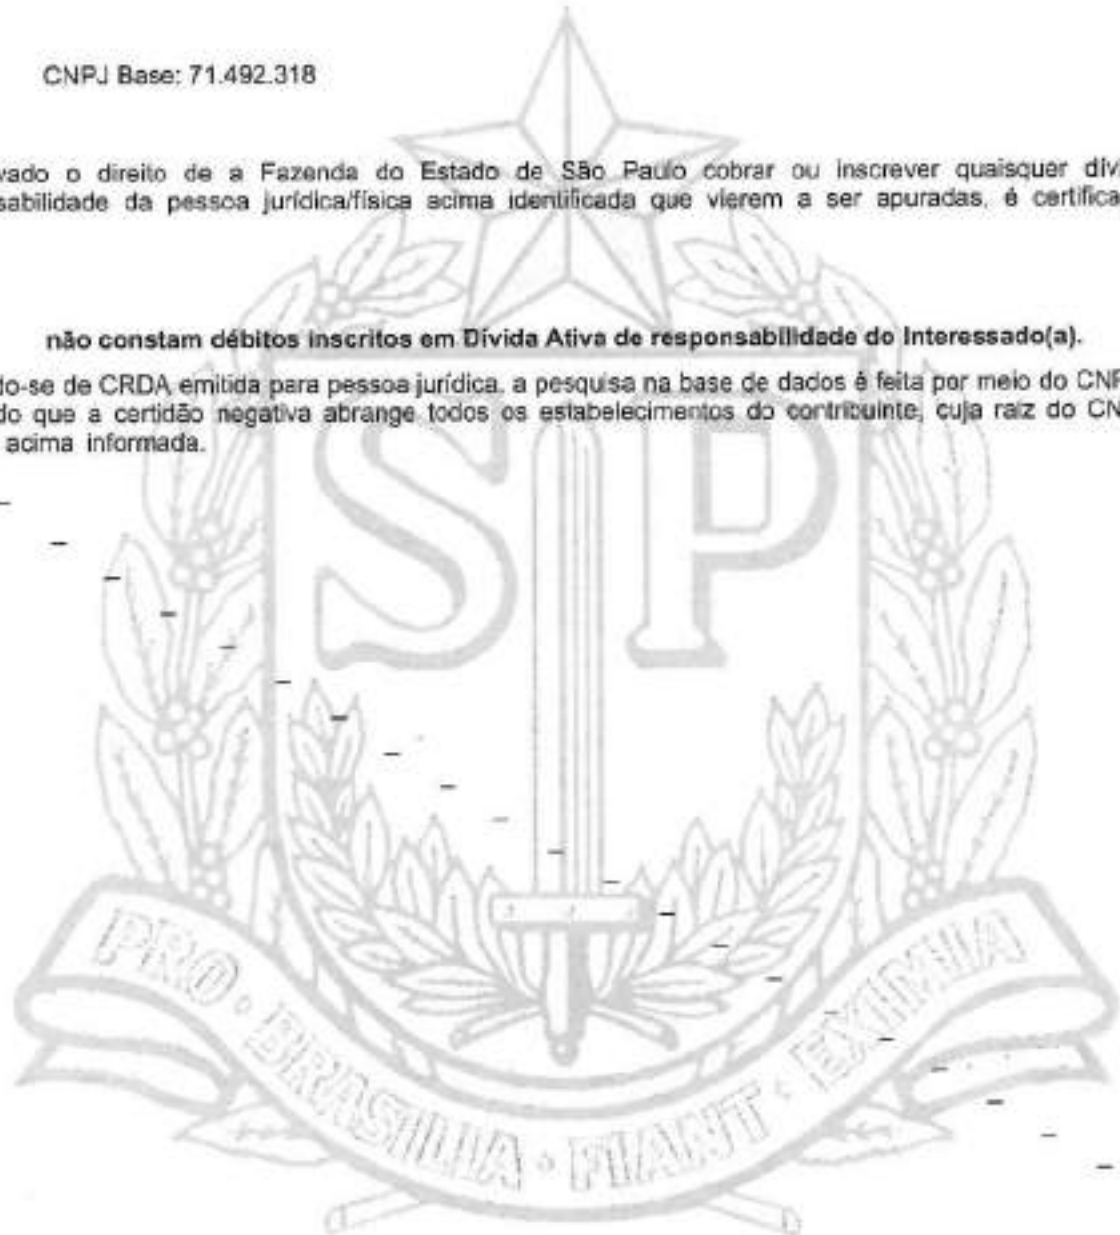 CNPJ Base: 71.492.318
vado o direito de a Fazenda do Estado de São Paulo cobrar ou inscrever quaisquer dív
sabilidade da pessoa jurídica/física acima identificada que vierem a ser apuradas, é certifica
não constam débitos inscritos em Dívida Ativa de responsabilidade do Interessado(a).
do-se de CRDA emitida para pessoa jurídica, a pesquisa na base de dados é feita por meio do CNP
do que a certidão negativa abrange todos os estabelecimentos do contribuinte, cuja raiz do CN
acima informada.
SP
PRO · BRASILIA · FIANT · EXIMIA